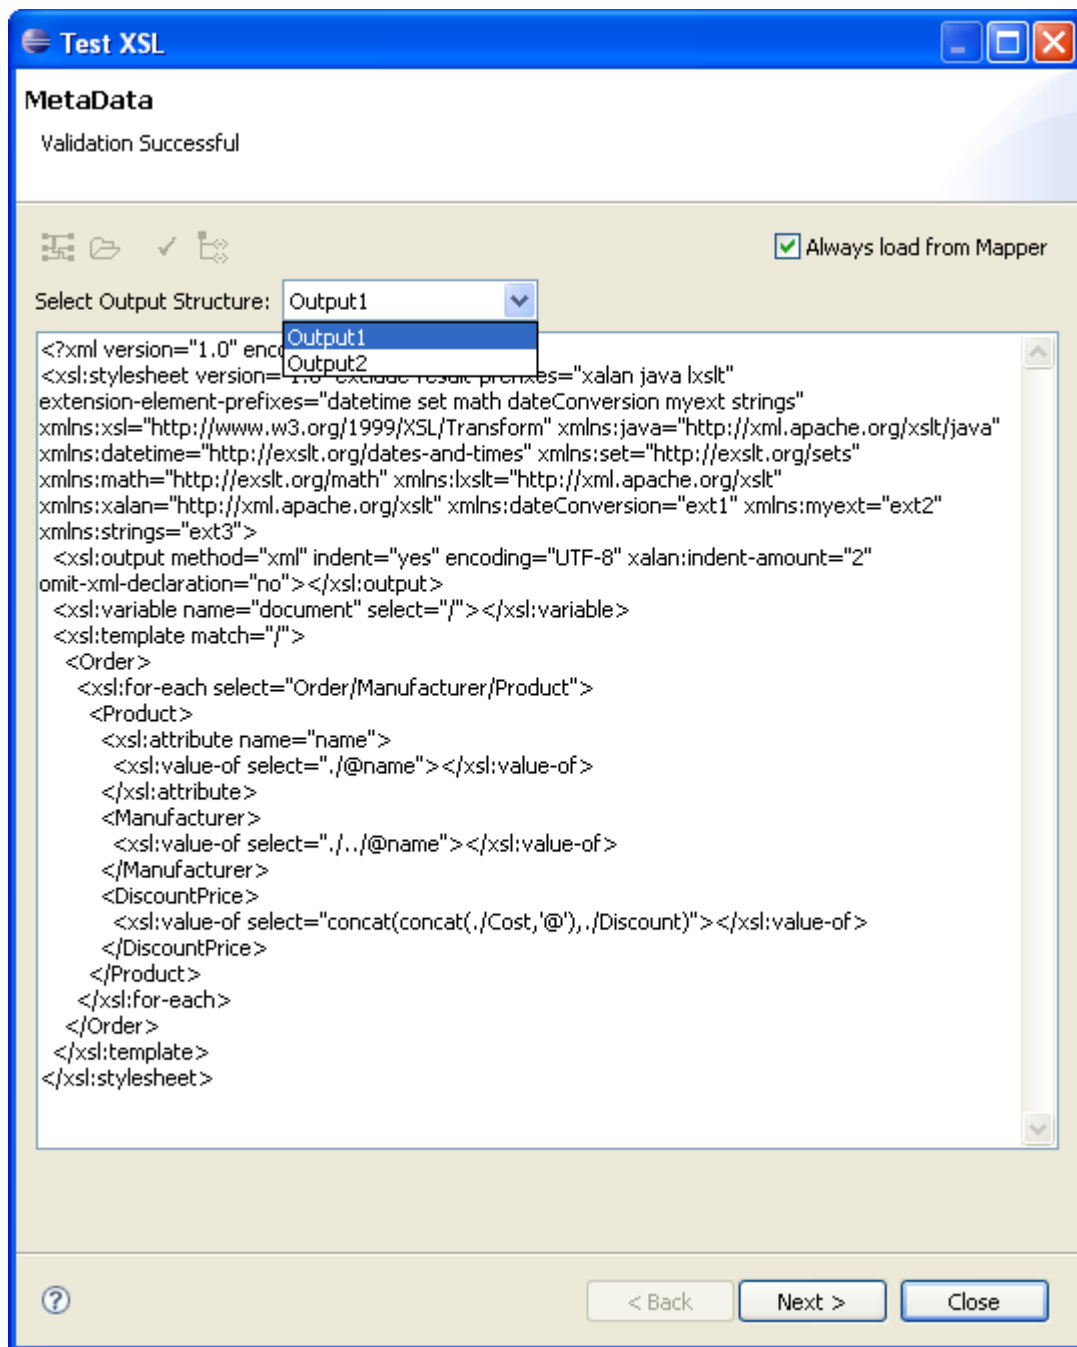 Test XSL
MetaData
Validation Successful
Always load from Mapper
Select Output Structure: Output1
Output1
Output2
<?xml version="1.0" enc
<xsl:stylesheet version="1.0" exclude-result-prefixes="xalan java lxslt"
extension-element-prefixes="datetime set math dateConversion myext strings"
xmlns:xsl="http://www.w3.org/1999/XSL/Transform" xmlns:java="http://xml.apache.org/xslt/java"
xmlns:datetime="http://exslt.org/dates-and-times" xmlns:set="http://exslt.org/sets"
xmlns:math="http://exslt.org/math" xmlns:lxslt="http://xml.apache.org/xslt"
xmlns:xalan="http://xml.apache.org/xslt" xmlns:dateConversion="ext1" xmlns:myext="ext2"
xmlns:strings="ext3">
<xsl:output method="xml" indent="yes" encoding="UTF-8" xalan:indent-amount="2"
omit-xml-declaration="no"></xsl:output>
<xsl:variable name="document" select="/"></xsl:variable>
<xsl:template match="/">
<Order>
<xsl:for-each select="Order/Manufacturer/Product">
<Product>
<xsl:attribute name="name">
<xsl:value-of select="./@name"></xsl:value-of>
</xsl:attribute>
<Manufacturer>
<xsl:value-of select="./../@name"></xsl:value-of>
</Manufacturer>
<DiscountPrice>
<xsl:value-of select="concat(concat(./Cost,'@'),./Discount)"></xsl:value-of>
</DiscountPrice>
</Product>
</xsl:for-each>
</Order>
</xsl:template>
</xsl:stylesheet>
< Back
Next >
Close